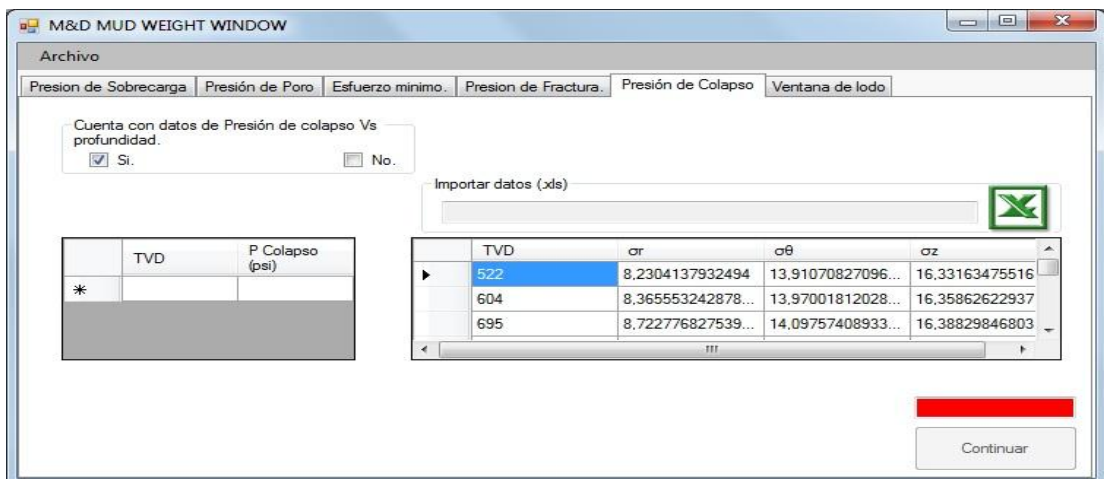 M&D MUD WEIGHT WINDOW
Archivo
Presion de Sobrecarga Presión de Poro Esfuerzo minimo. Presion de Fractura. Presión de Colapso Ventana de lodo
Cuenta con datos de Presión de colapso Vs
profundidad.
Si. No.
Importar datos (.xls)
TVD P Colapso
(psi)
TVD σr σθ σz
522 8,2304137932494 13,91070827096... 16,33163475516
604 8,365553242878... 13,97001812028... 16,35862622937
695 8,722776827539... 14,09757408933... 16,38829846803
Continuar